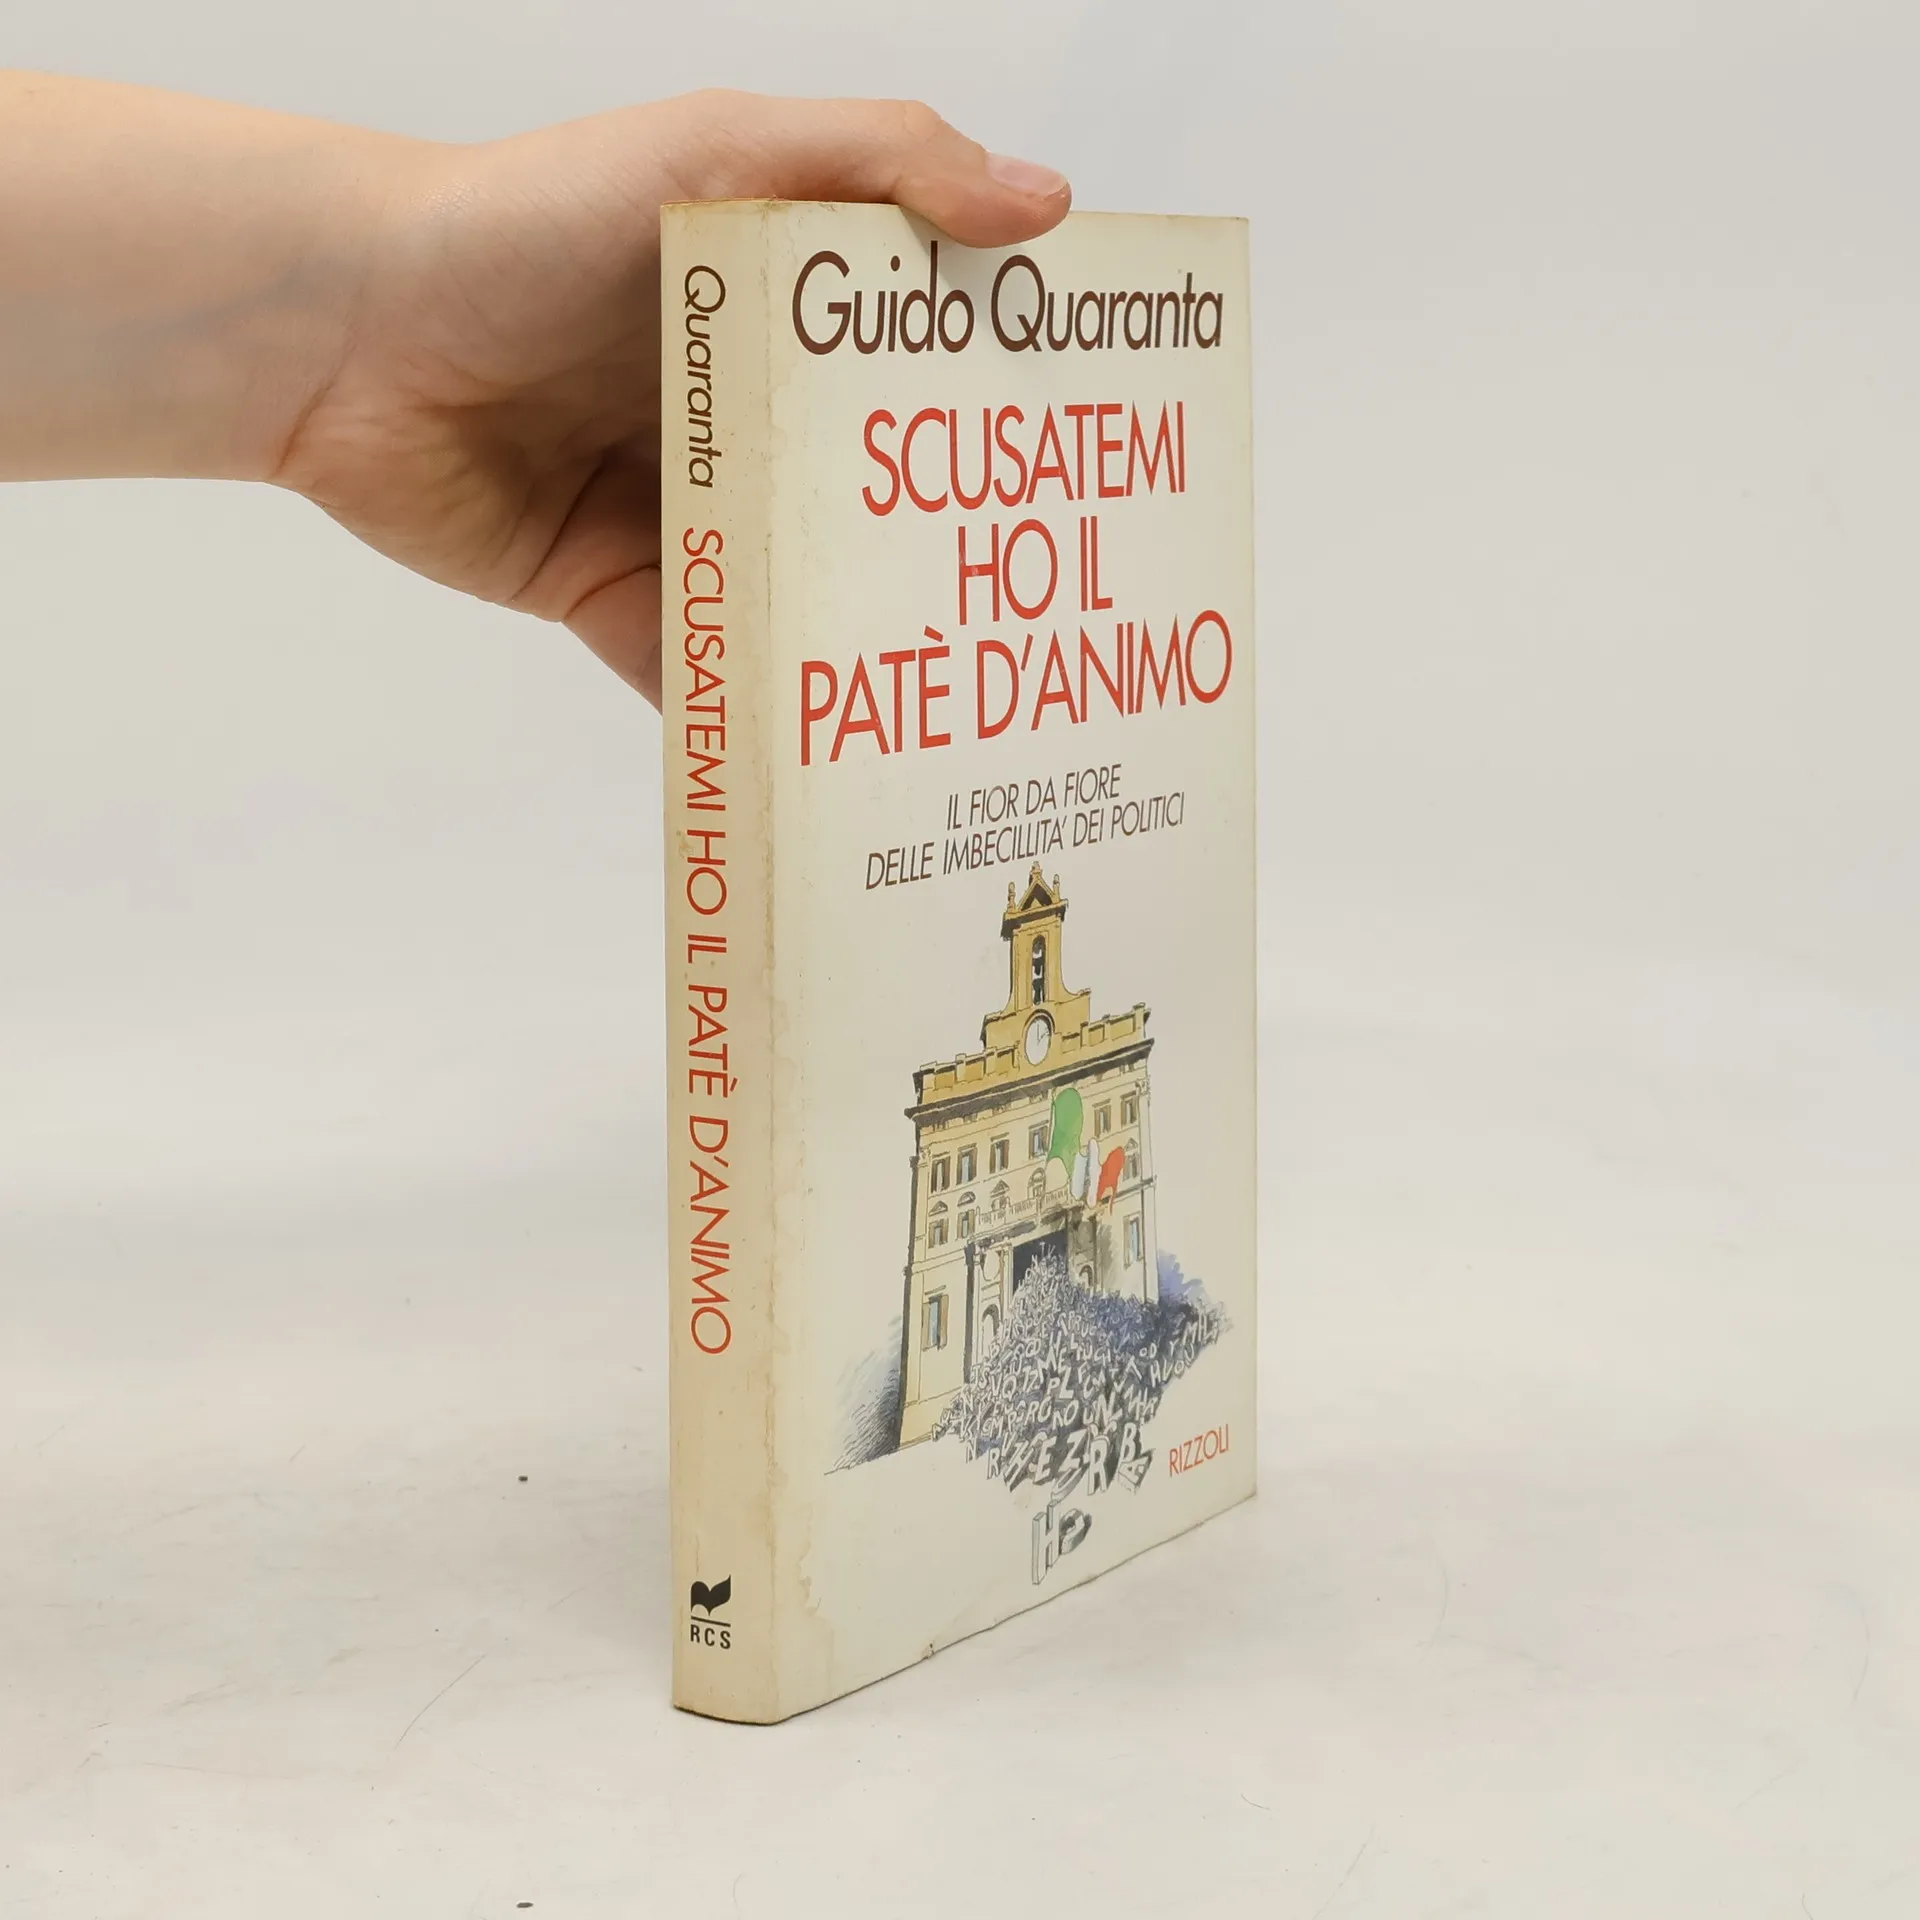 Guido Quaranta
SCUSATEMI
HO IL
PATÈ D'ANIMO
IL FIOR DA FIORE
DELLE IMBECILLITA' DEI POLITICI
RIZZOLI
Quaranta SCUSATEMI HO IL PATÈ D'ANIMO
RCS